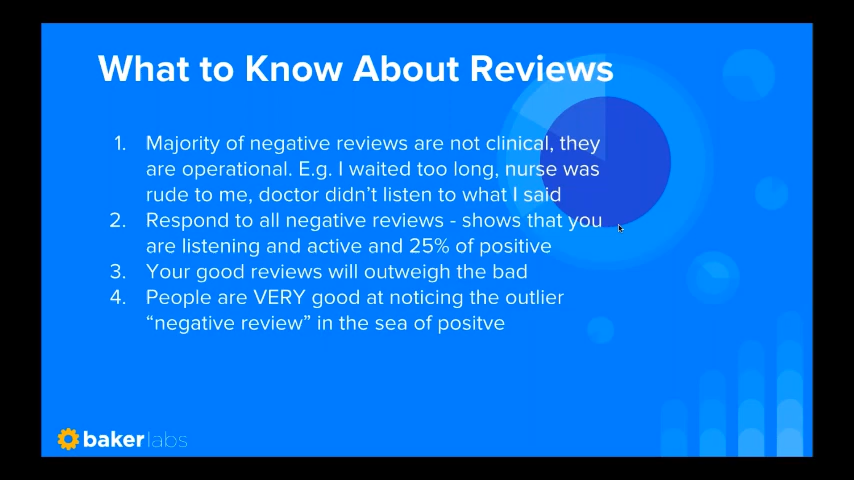 What to Know About Reviews
1. Majority of negative reviews are not clinical, they
are operational. E.g. I waited too long, nurse was
rude to me, doctor didn't listen to what I said
2. Respond to all negative reviews - shows that you
are listening and active and 25% of positive
3. Your good reviews will outweigh the bad
4. People are VERY good at noticing the outlier
“negative review” in the sea of positve
bakerlabs